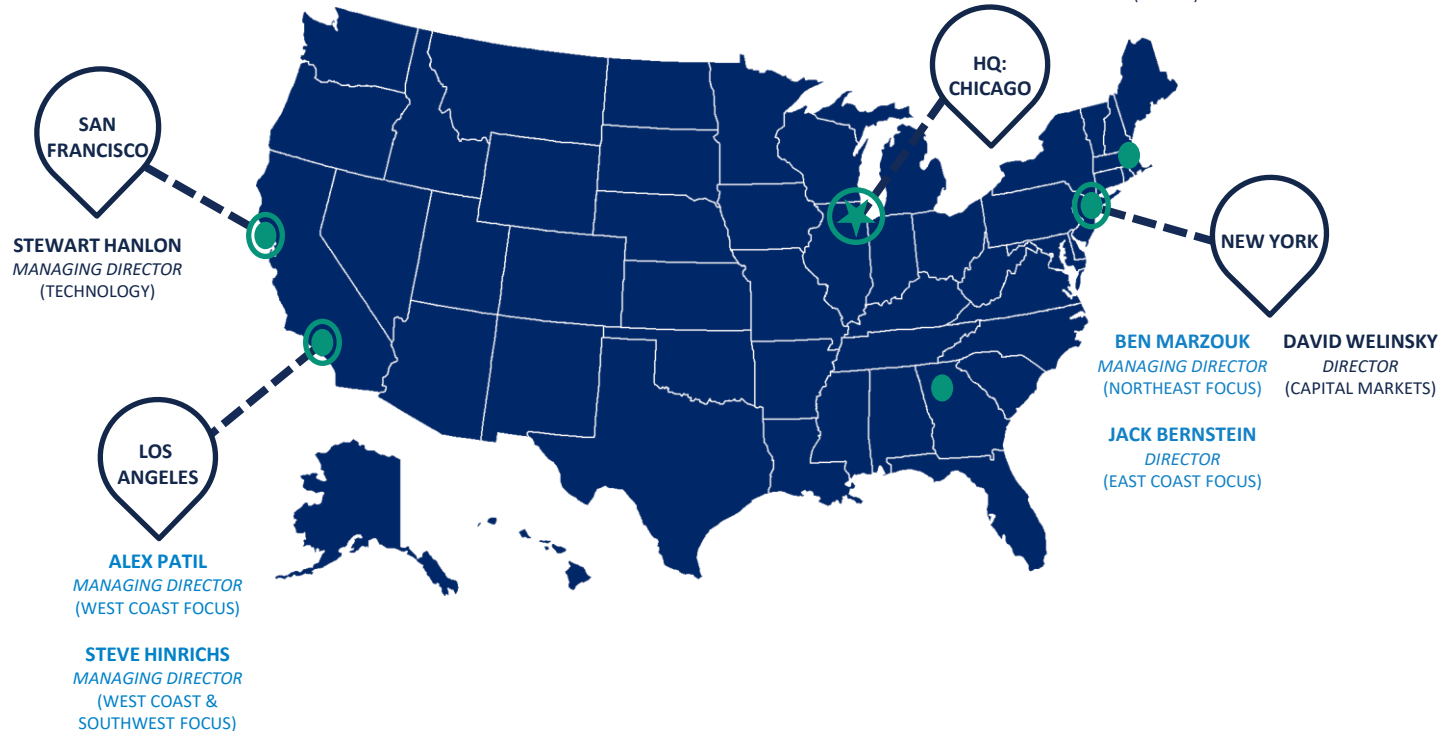 HQ:
CHICAGO
SAN
FRANCISCO
STEWART HANLON
MANAGING DIRECTOR
(TECHNOLOGY)
NEW YORK
BEN MARZOUK
MANAGING DIRECTOR
(NORTHEAST FOCUS)
DAVID WELINSKY
DIRECTOR
(CAPITAL MARKETS)
JACK BERNSTEIN
DIRECTOR
(EAST COAST FOCUS)
LOS
ANGELES
ALEX PATIL
MANAGING DIRECTOR
(WEST COAST FOCUS)
STEVE HINRICHS
MANAGING DIRECTOR
(WEST COAST &
SOUTHWEST FOCUS)